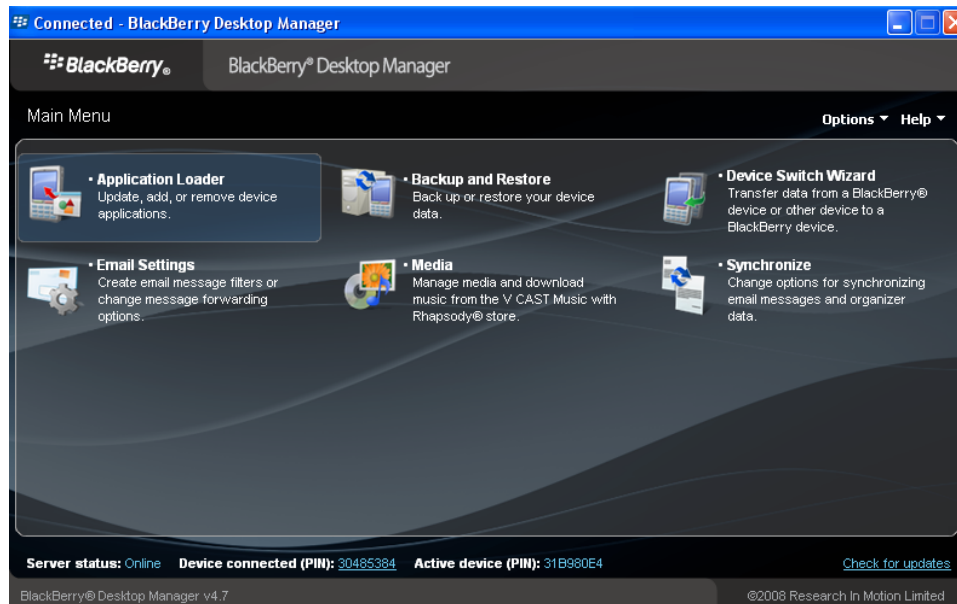 Connected - BlackBerry Desktop Manager
BlackBerry® BlackBerry® Desktop Manager
Main Menu Options Help
• Application Loader
Update, add, or remove device
applications.
• Backup and Restore
Back up or restore your device
data.
• Device Switch Wizard
Transfer data from a BlackBerry®
device or other device to a
BlackBerry device.
• Email Settings
Create email message filters or
change message forwarding
options.
• Media
Manage media and download
music from the V CAST Music with
Rhapsody® store.
• Synchronize
Change options for synchronizing
email messages and organizer
data.
Server status: Online Device connected (PIN): 30485384 Active device (PIN): 31B980E4 Check for updates
BlackBerry® Desktop Manager v4.7 ©2008 Research In Motion Limited